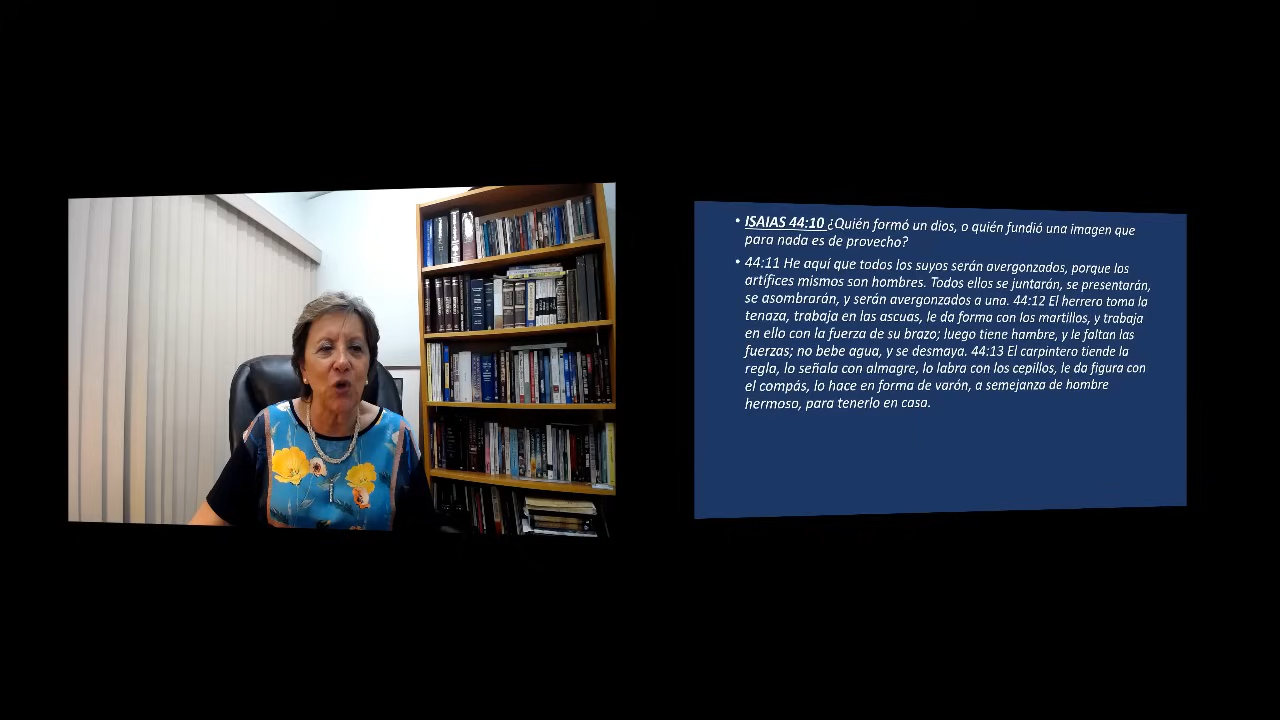 • ISAIAS 44:10 ¿Quién formó un dios, o quién fundió una imagen que
para nada es de provecho?
• 44:11 He aquí que todos los suyos serán avergonzados, porque los
artífices mismos son hombres. Todos ellos se juntarán, se presentarán,
se asombrarán, y serán avergonzados a una. 44:12 El herrero toma la
tenaza, trabaja en las ascuas, le da forma con los martillos, y trabaja
en ello con la fuerza de su brazo; luego tiene hambre, y le faltan las
fuerzas; no bebe agua, y se desmaya. 44:13 El carpintero tiende la
regla, lo señala con almagre, lo labra con los cepillos, le da figura con
el compás, lo hace en forma de varón, a semejanza de hombre
hermoso, para tenerlo en casa.